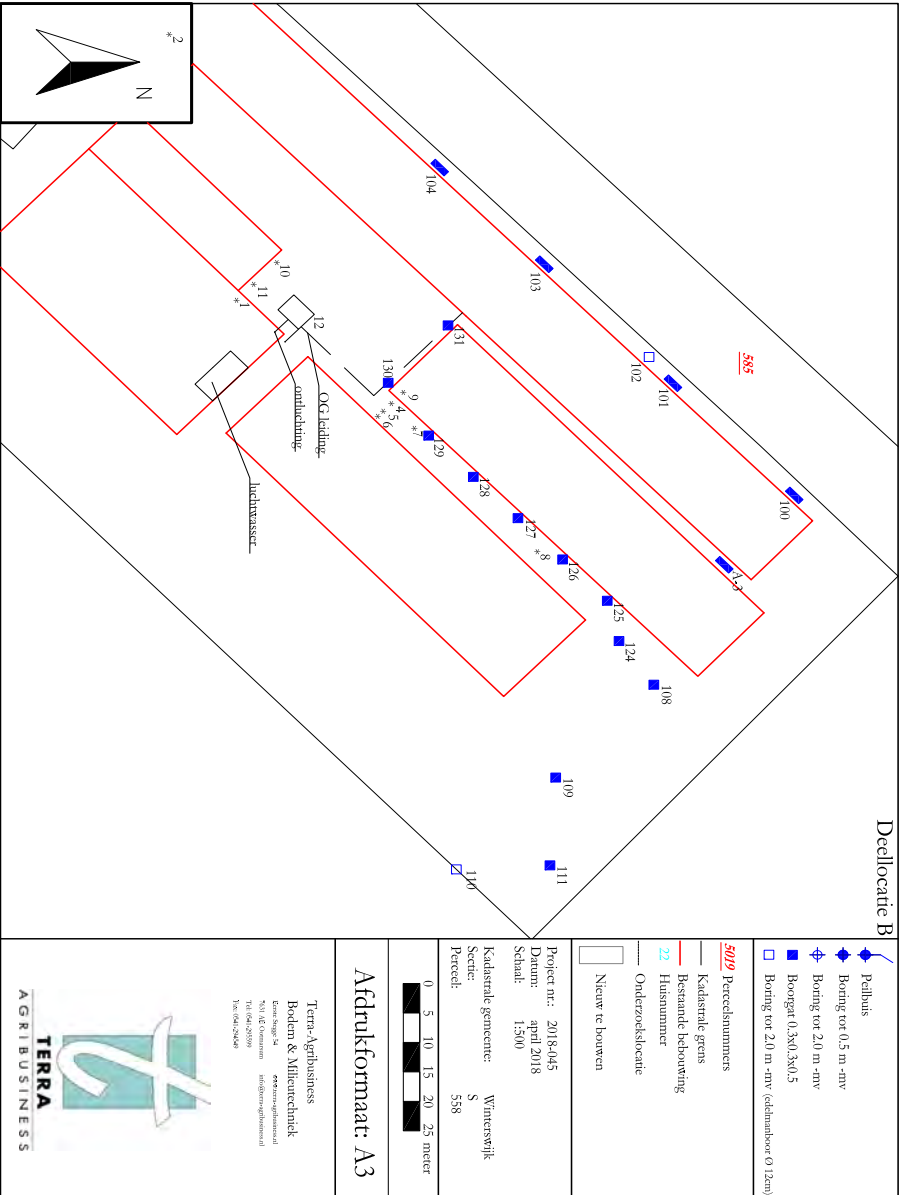 Deellocatie B
585
104
103
102
101
100
A-3
131
130
129
128
127
126
125
124
108
109
111
110
*2
*10
*11
*1
12
*9
*4
*5
*6
*7
*8
OG leiding
ontluchting
luchtwasser
N
Peilbuis
Boring tot 0.5 m -mv
Boring tot 2.0 m -mv
Boorgat 0.3x0.3x0.5
Boring tot 2.0 m -mv (edelmanboor Ø 12cm)
5019 Perceelsnummers
Kadastrale grens
Bestaande bebouwing
22 Huisnummer
Onderzoekslocatie
Nieuw te bouwen
Project nr.: 2018-045
Datum: april 2018
Schaal: 1:500
Kadastrale gemeente: Winterswijk
Sectie: S
Perceel: 558
0 5 10 15 20 25 meter
Afdrukformaat: A3
Terra-Agribusiness
Bodem & Milieutechniek
TERRA
AGRIBUSINESS